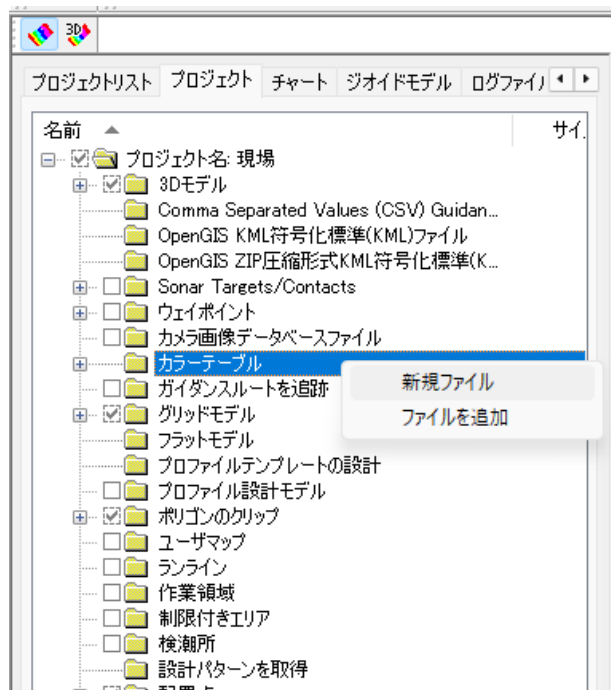 3D
プロジェクトリスト プロジェクト チャート ジオイドモデル ログファイル
名前 サイ.
プロジェクト名: 現場
3Dモデル
Comma Separated Values (CSV) Guidan...
OpenGIS KML符号化標準(KML)ファイル
OpenGIS ZIP圧縮形式KML符号化標準(K...
Sonar Targets/Contacts
ウェイポイント
カメラ画像データベースファイル
カラーテーブル
新規ファイル
ガイダンスルートを追跡
ファイルを追加
グリッドモデル
フラットモデル
プロファイルテンプレートの設計
プロファイル設計モデル
ポリゴンのクリップ
ユーザマップ
ランライン
作業領域
制限付きエリア
検潮所
設計パターンを取得